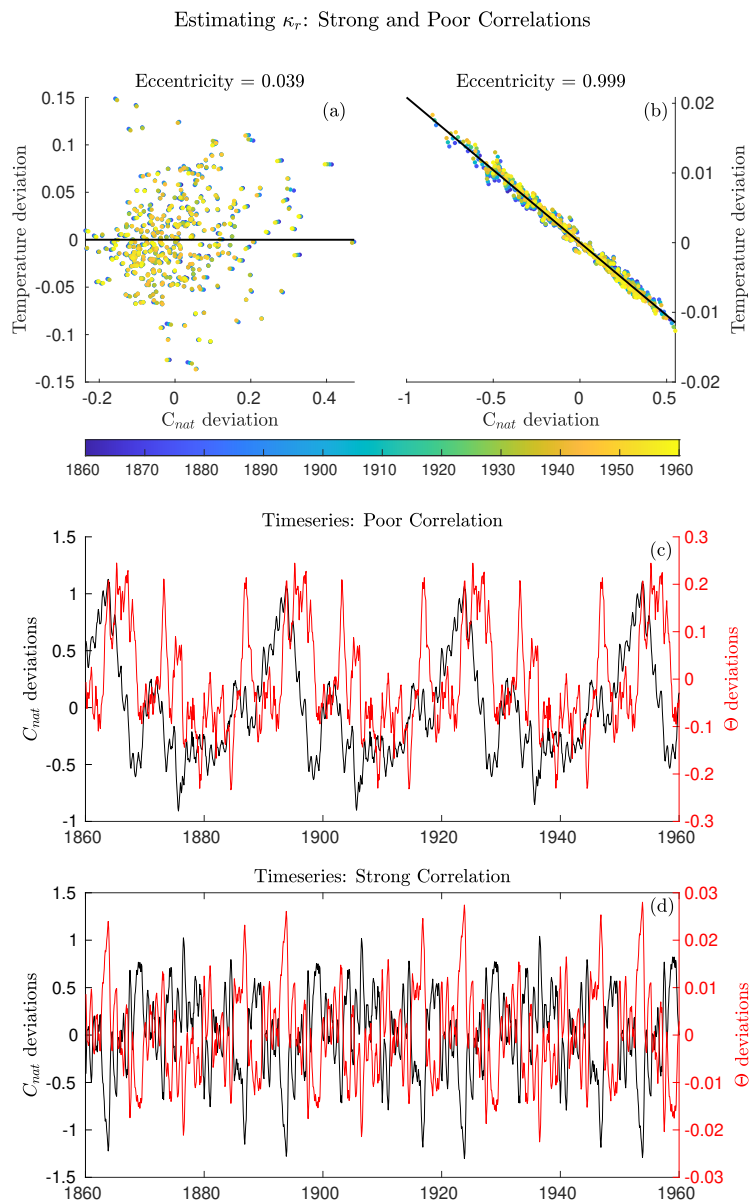 Estimating κr: Strong and Poor Correlations
Eccentricity = 0.039
Eccentricity = 0.999
(a)
(b)
0.15
0.1
0.05
0
-0.05
-0.1
-0.15
Temperature deviation
-0.2 0 0.2 0.4
Cnat deviation
0.02
0.01
0
-0.01
-0.02
Temperature deviation
-1 -0.5 0 0.5
Cnat deviation
1860 1870 1880 1890 1900 1910 1920 1930 1940 1950 1960
Timeseries: Poor Correlation
(c)
1.5
1
0.5
0
-0.5
-1
Cnat deviations
0.3
0.2
0.1
0
-0.1
-0.2
-0.3
Θ deviations
1860 1880 1900 1920 1940 1960
Timeseries: Strong Correlation
(d)
1.5
1
0.5
0
-0.5
-1
-1.5
Cnat deviations
0.03
0.02
0.01
0
-0.01
-0.02
-0.03
Θ deviations
1860 1880 1900 1920 1940 1960